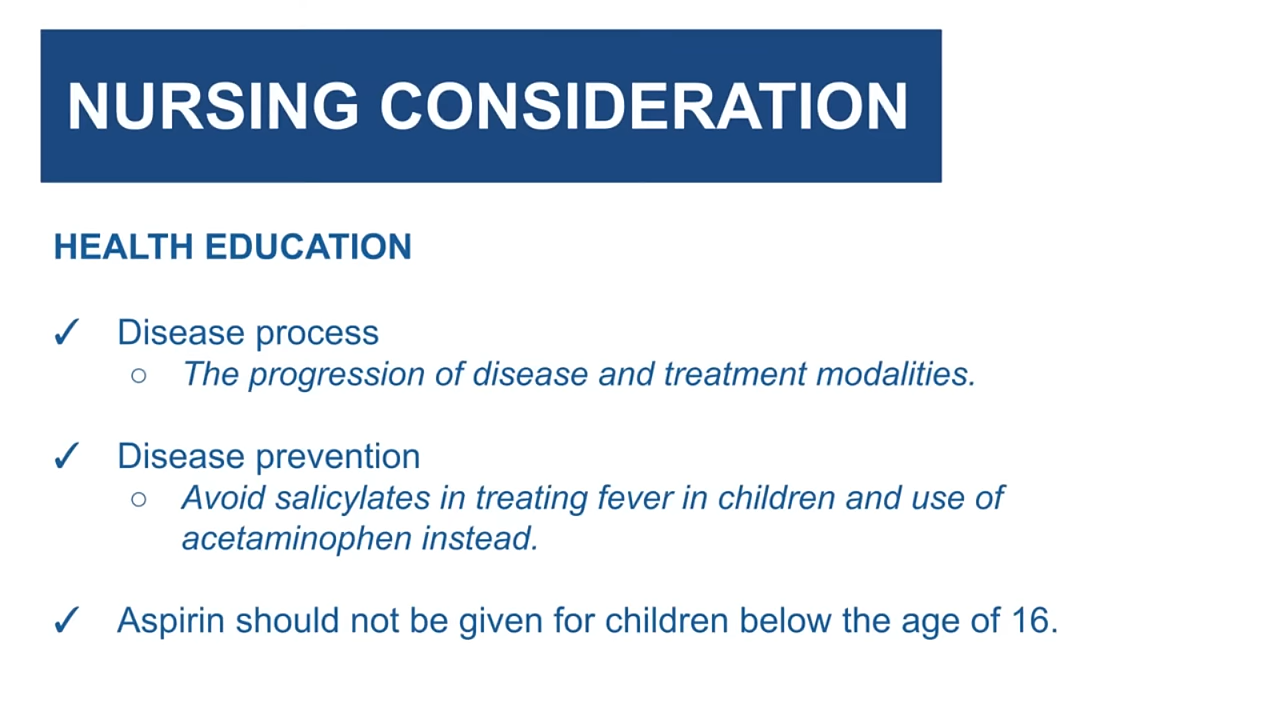 NURSING CONSIDERATION
HEALTH EDUCATION
✓ Disease process
○ The progression of disease and treatment modalities.
✓ Disease prevention
○ Avoid salicylates in treating fever in children and use of
acetaminophen instead.
✓ Aspirin should not be given for children below the age of 16.